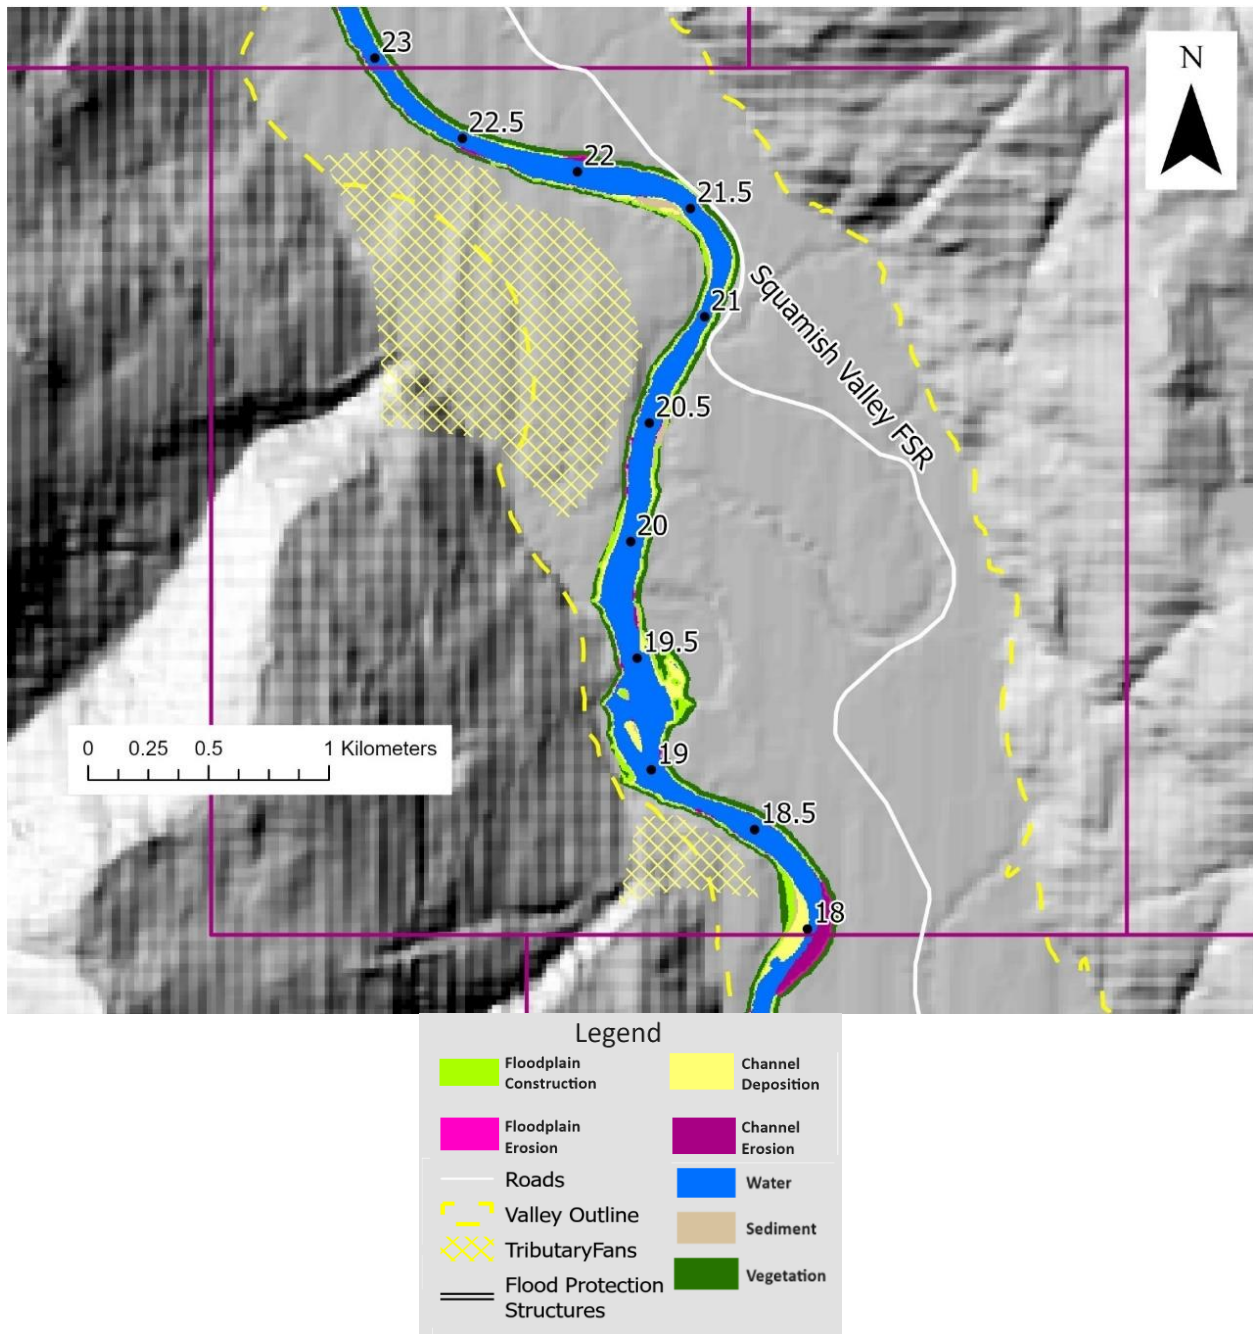 23
N
22.5
22
21.5
Squamish Valley FSR
21
20.5
20
19.5
0 0.25 0.5 1 Kilometers
19
18.5
18
Legend
Floodplain
Construction
Channel
Deposition
Floodplain
Erosion
Channel
Erosion
Roads
Water
Valley Outline
Sediment
TributaryFans
Vegetation
Flood Protection
Structures